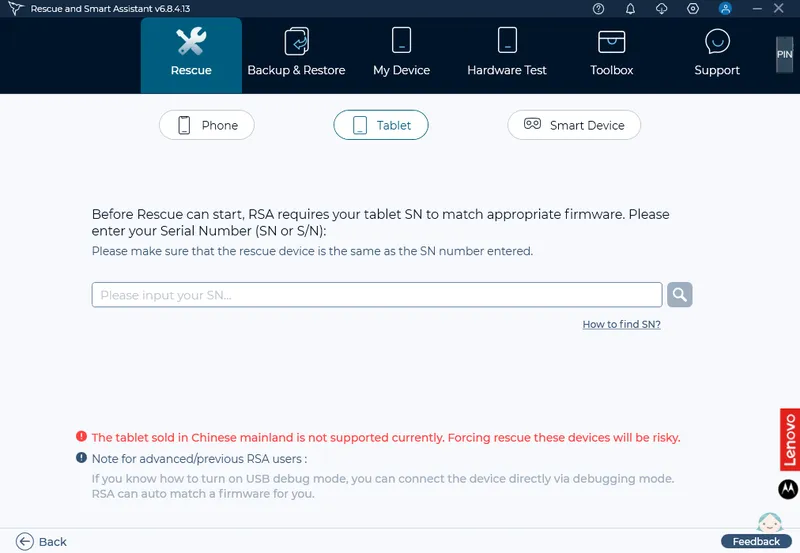 Rescue and Smart Assistant v6.8.4.13
Rescue
Backup & Restore
My Device
Hardware Test
Toolbox
Support
PIN
Phone
Tablet
Smart Device
Before Rescue can start, RSA requires your tablet SN to match appropriate firmware. Please
enter your Serial Number (SN or S/N):
Please make sure that the rescue device is the same as the SN number entered.
Please input your SN...
How to find SN?
The tablet sold in Chinese mainland is not supported currently. Forcing rescue these devices will be risky.
Note for advanced/previous RSA users :
If you know how to turn on USB debug mode, you can connect the device directly via debugging mode.
RSA can auto match a firmware for you.
Lenovo
Back
Feedback